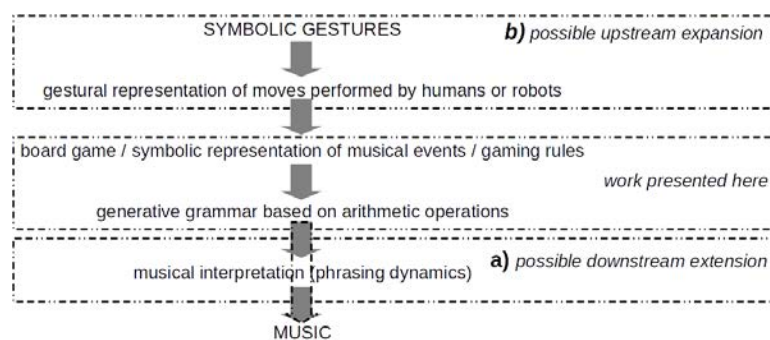 SYMBOLIC GESTURES
b) possible upstream expansion
gestural representation of moves performed by humans or robots
board game / symbolic representation of musical events / gaming rules
work presented here
generative grammar based on arithmetic operations
a) possible downstream extension
musical interpretation (phrasing dynamics)
MUSIC